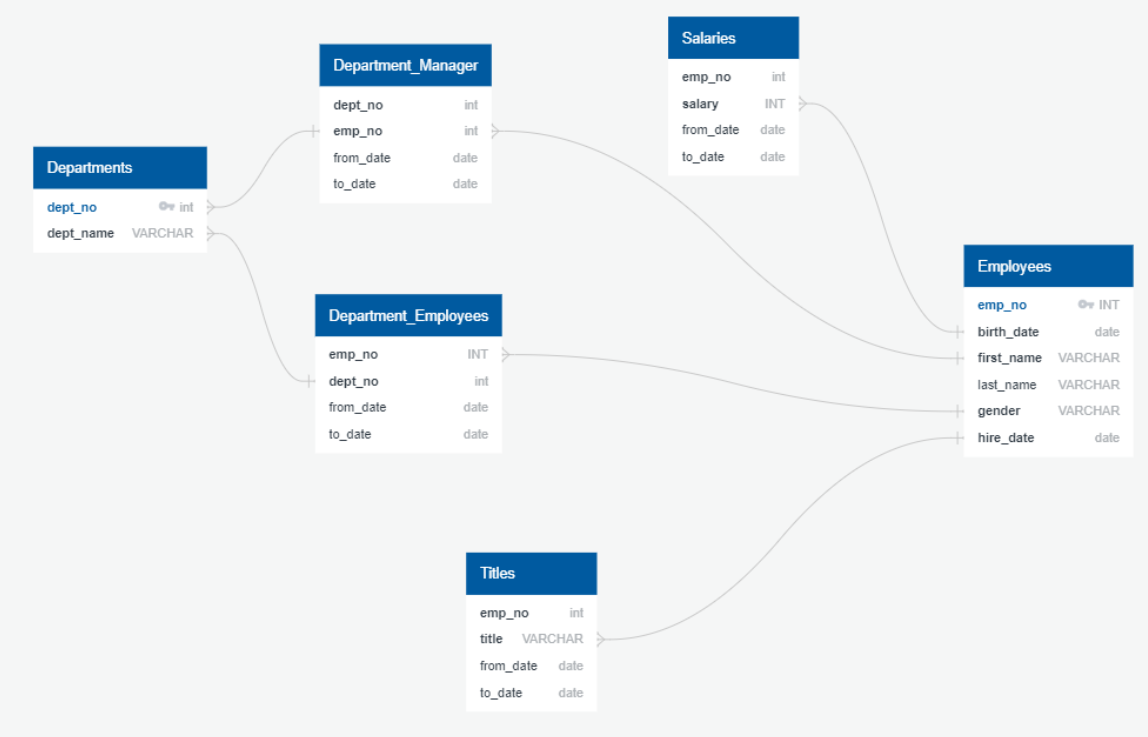 Salaries
emp_no int
salary INT
from_date date
to_date date
Department_Manager
dept_no int
emp_no int
from_date date
to_date date
Departments
dept_no int
dept_name VARCHAR
Employees
emp_no INT
birth_date date
first_name VARCHAR
last_name VARCHAR
gender VARCHAR
hire_date date
Department_Employees
emp_no INT
dept_no int
from_date date
to_date date
Titles
emp_no int
title VARCHAR
from_date date
to_date date